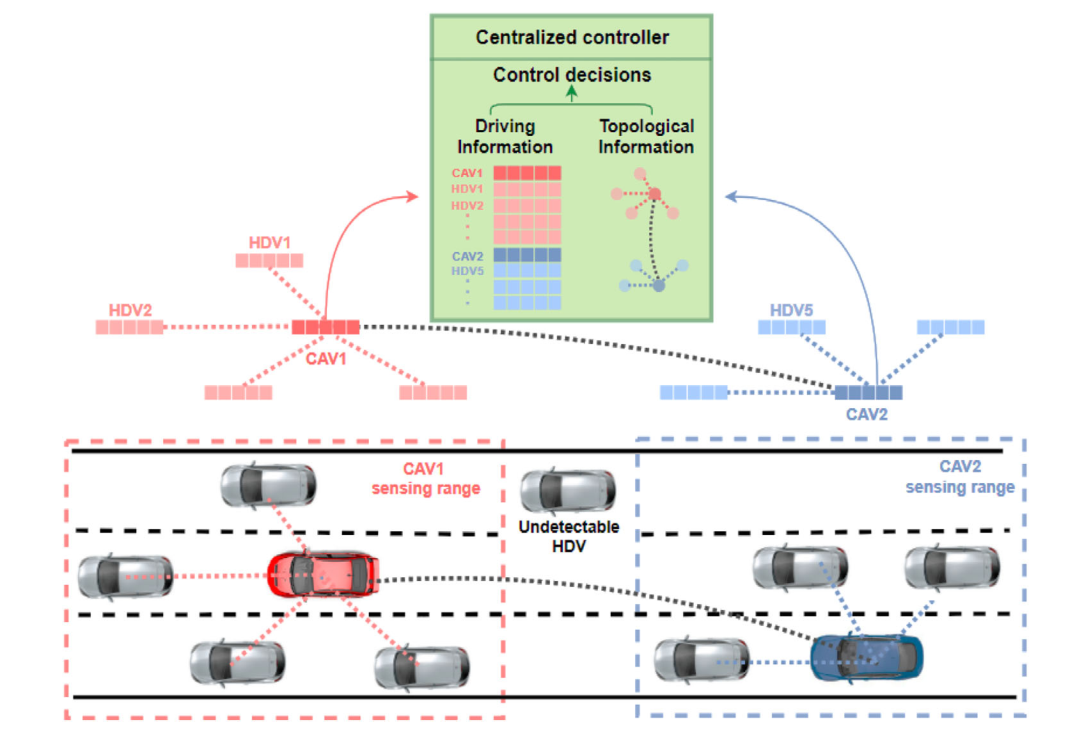 Centralized controller
Control decisions
Driving
Information
Topological
Information
CAV1
HDV1
HDV2
CAV2
HDV5
HDV1
HDV2
CAV1
HDV5
CAV2
CAV1
sensing range
Undetectable
HDV
CAV2
sensing range